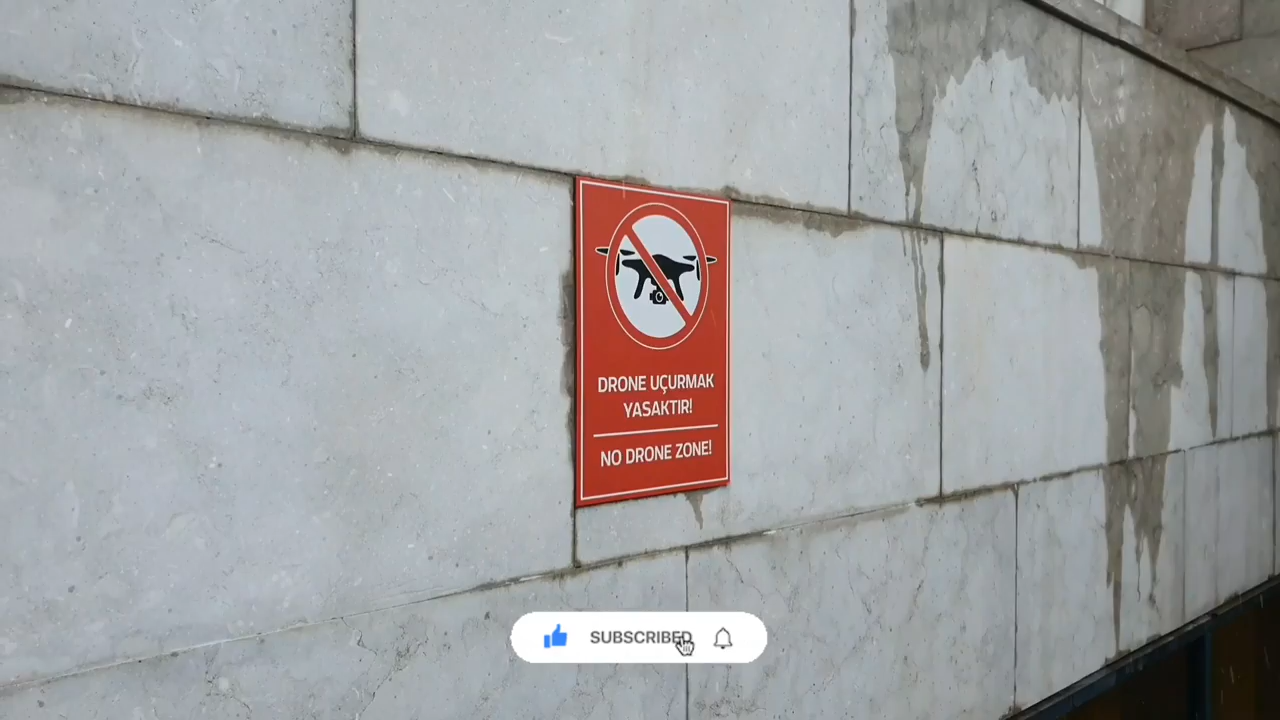 DRONE UÇURMAK
YASAKTIR!
NO DRONE ZONE!
SUBSCRIBED